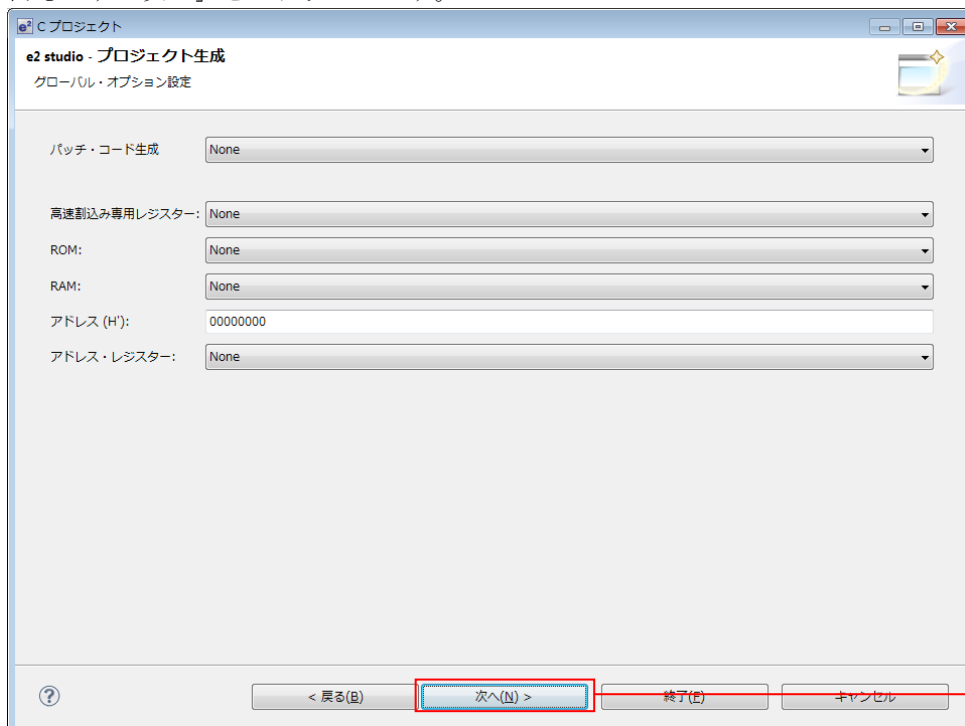 e² C プロジェクト
e2 studio - プロジェクト生成
グローバル・オプション設定
パッチ・コード生成 None
高速割込み専用レジスター: None
ROM: None
RAM: None
アドレス (H'): 00000000
アドレス・レジスター: None
? < 戻る(B) 次へ(N) > 終了(F) キャンセル